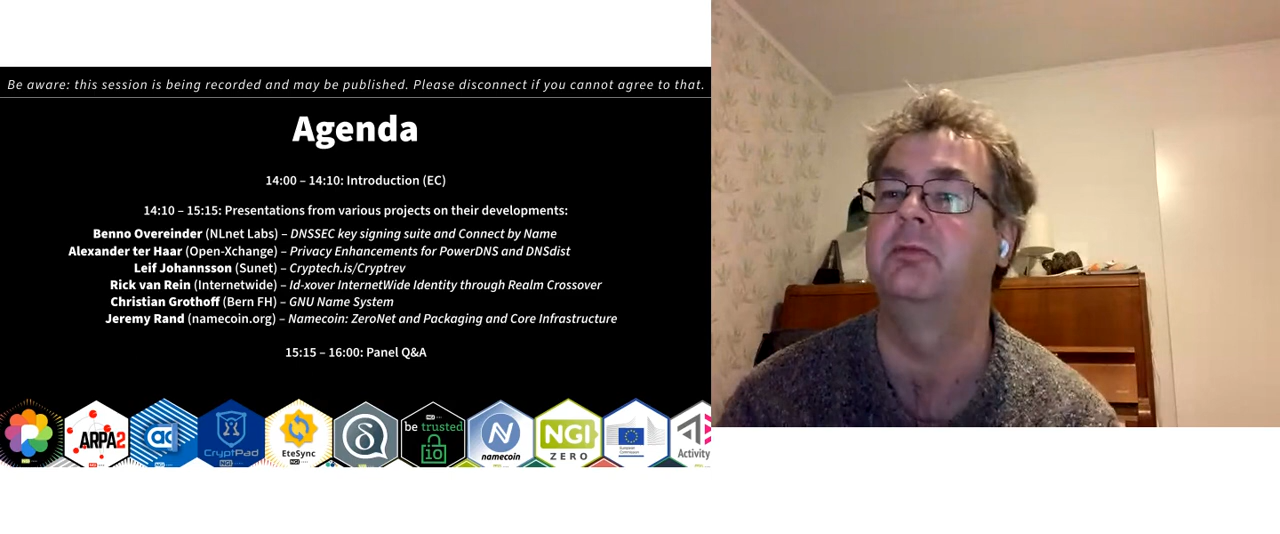 Be aware: this session is being recorded and may be published. Please disconnect if you cannot agree to that.
Agenda
14:00 – 14:10: Introduction (EC)
14:10 – 15:15: Presentations from various projects on their developments:
Benno Overeinder (NLnet Labs) – DNSSEC key signing suite and Connect by Name
Alexander ter Haar (Open-Xchange) – Privacy Enhancements for PowerDNS and DNSdist
Leif Johannsson (Sunet) – Cryptech.is/Cryptrev
Rick van Rein (Internetwide) – Id-xover InternetWide Identity through Realm Crossover
Christian Grothoff (Bern FH) – GNU Name System
Jeremy Rand (namecoin.org) – Namecoin: ZeroNet and Packaging and Core Infrastructure
15:15 – 16:00: Panel Q&A
ARPA2
CryptPad
EteSync
be trusted
io
N
namecoin
NGI
ZERO
European
Commission
Activity